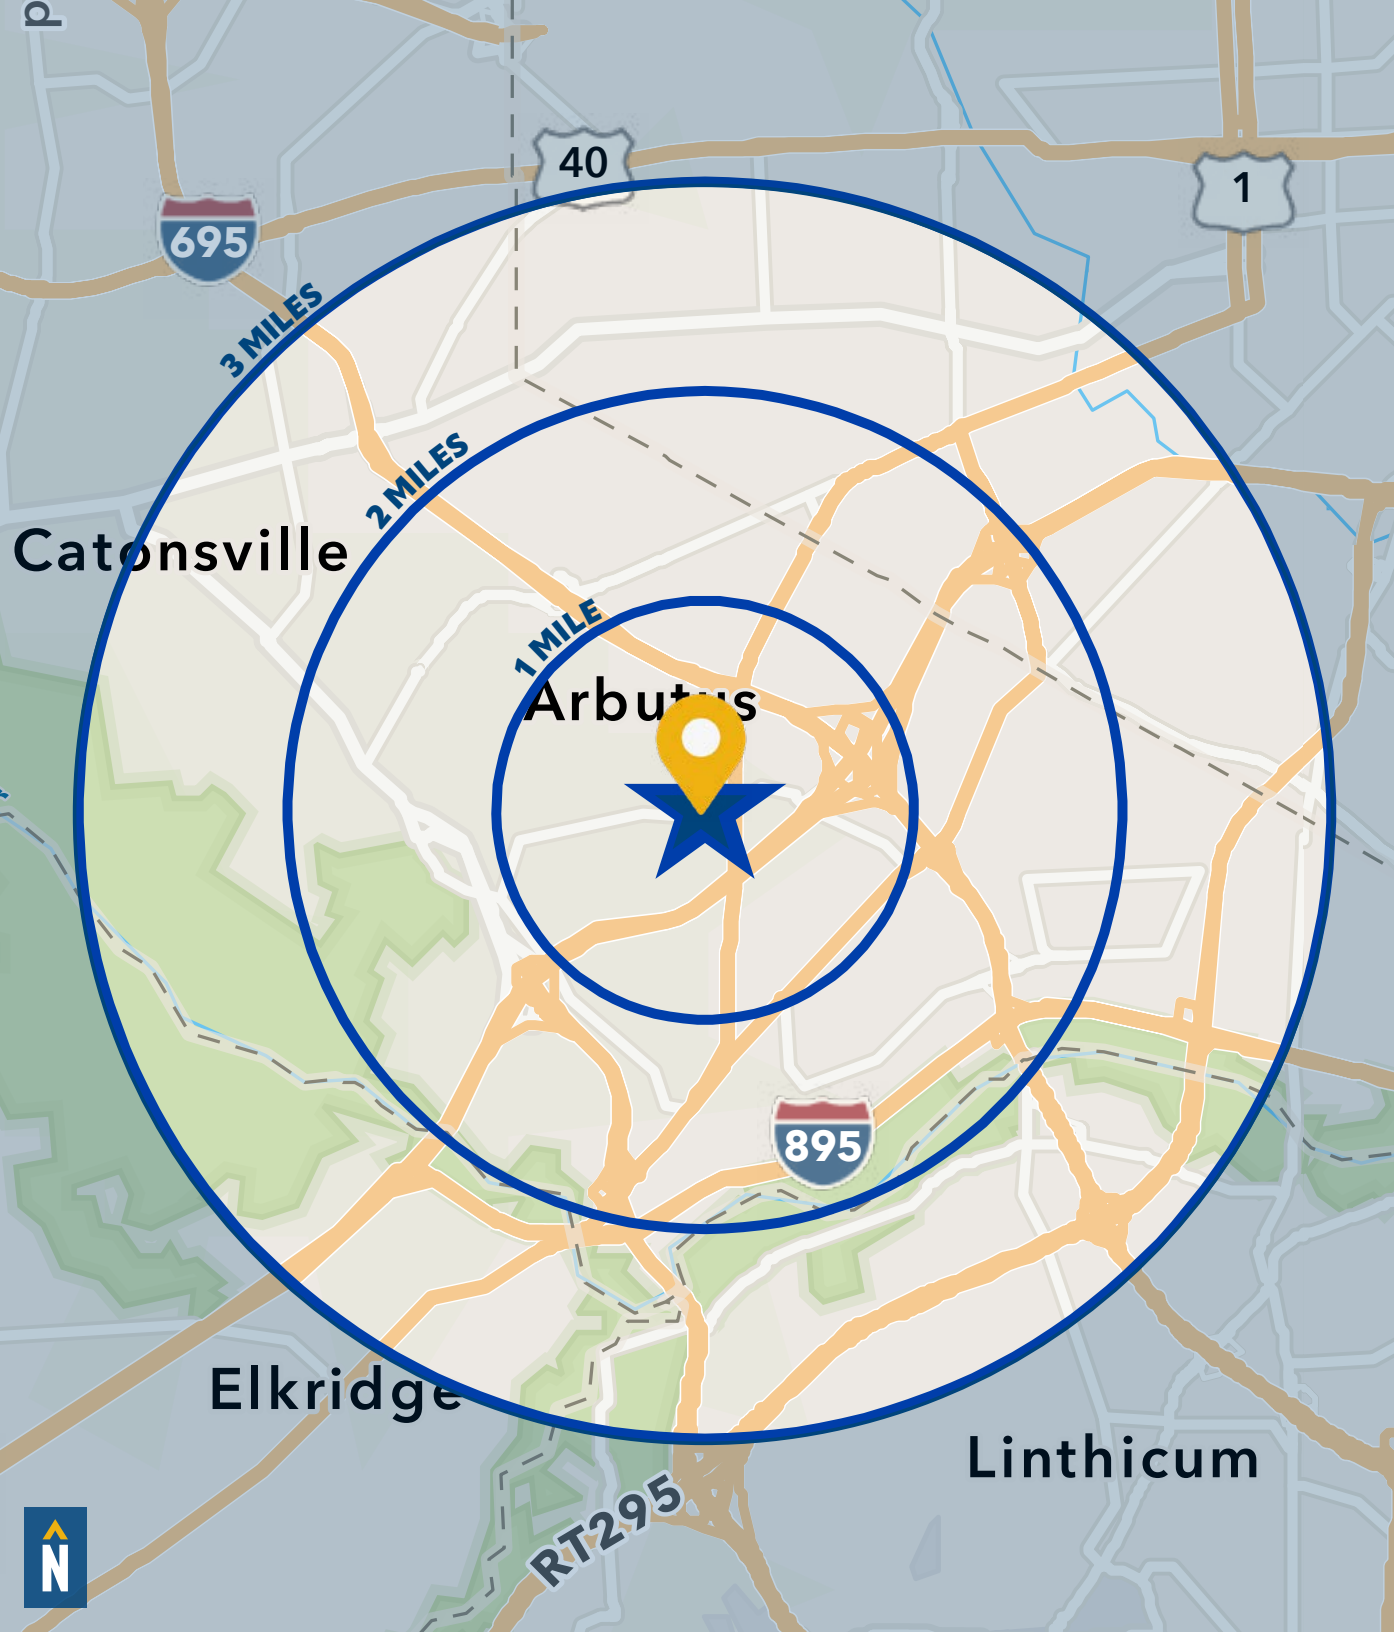 40
1
695
3 MILES
2 MILES
Catonsville
1 MILE
Arbutus
895
Elkridge
Linthicum
RT295
N